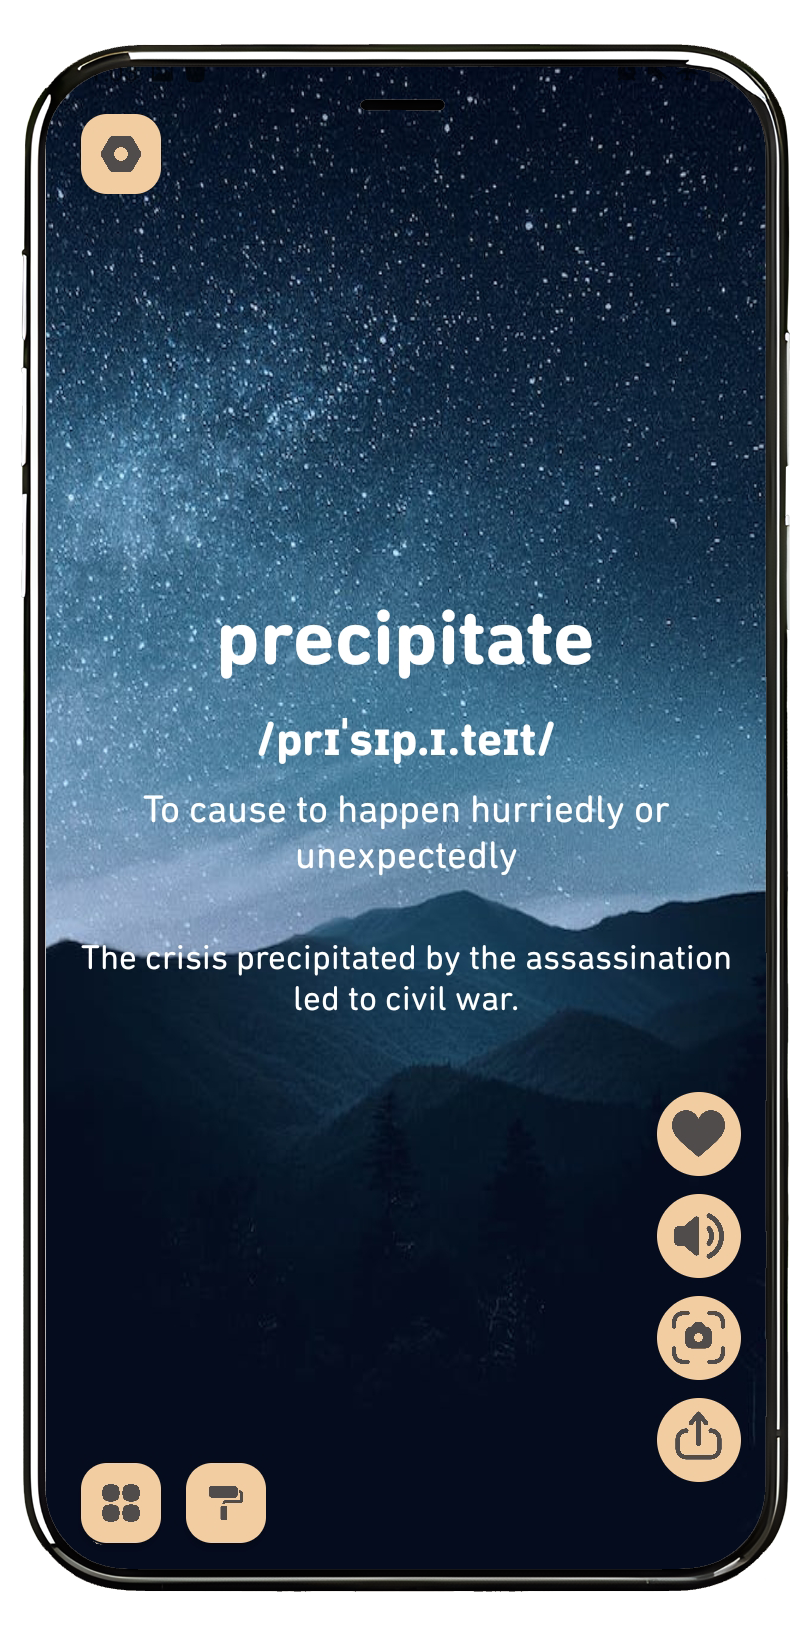 precipitate
/prɪˈsɪp.ɪ.teɪt/
To cause to happen hurriedly or
unexpectedly
The crisis precipitated by the assassination
led to civil war.